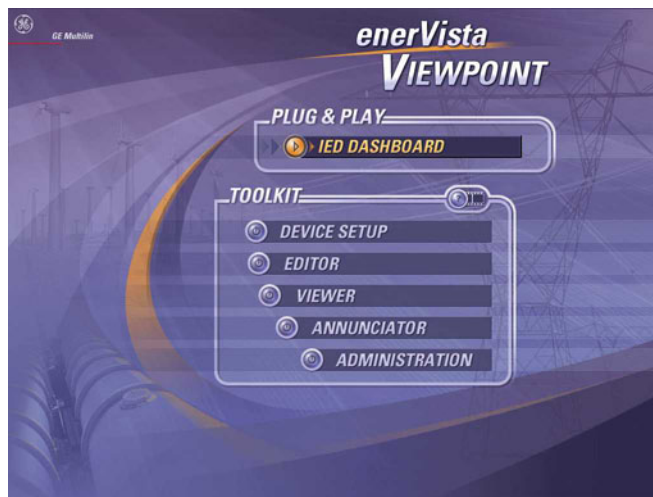 GE Multilin
enerVista
VIEWPOINT
PLUG & PLAY
IED DASHBOARD
TOOLKIT
DEVICE SETUP
EDITOR
VIEWER
ANNUNCIATOR
ADMINISTRATION